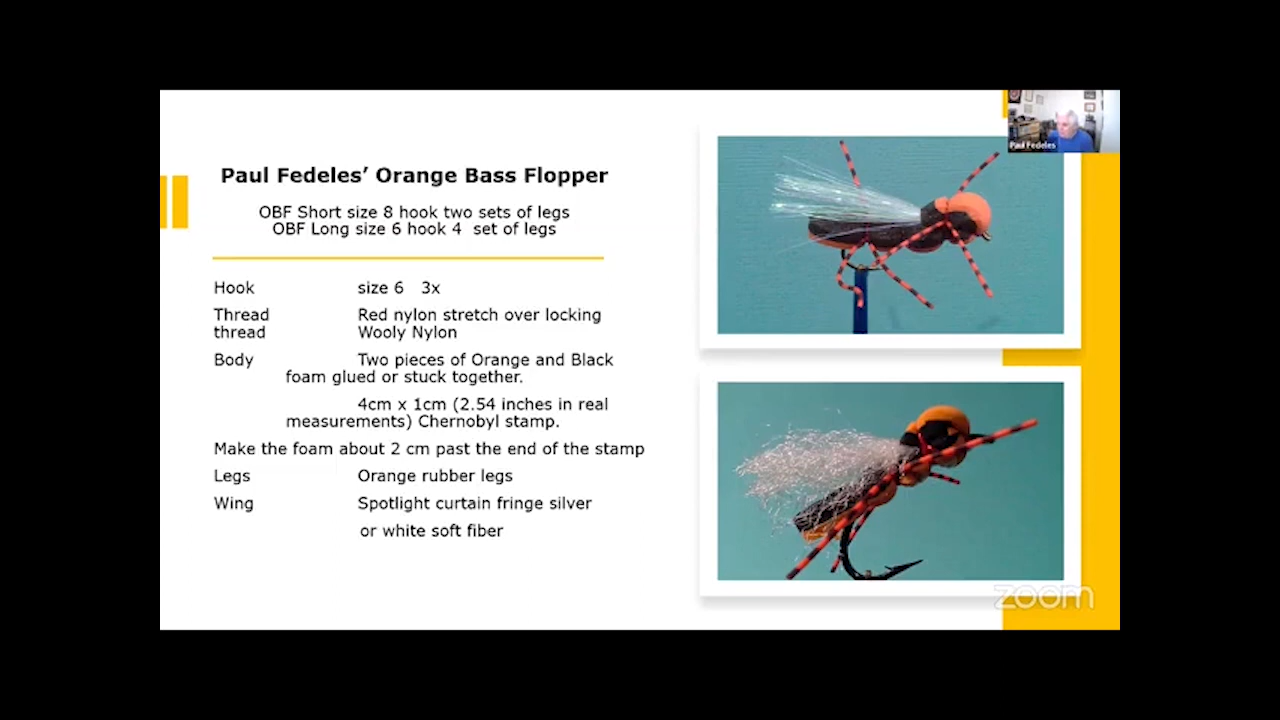 Paul Fedeles’ Orange Bass Flopper
OBF Short size 8 hook two sets of legs
OBF Long size 6 hook 4 set of legs
Hook size 6 3x
Thread Red nylon stretch over locking
thread Wooly Nylon
Body Two pieces of Orange and Black
foam glued or stuck together.
4cm x 1cm (2.54 inches in real
measurements) Chernobyl stamp.
Make the foam about 2 cm past the end of the stamp
Legs Orange rubber legs
Wing Spotlight curtain fringe silver
or white soft fiber
Paul Fedeles
zoom